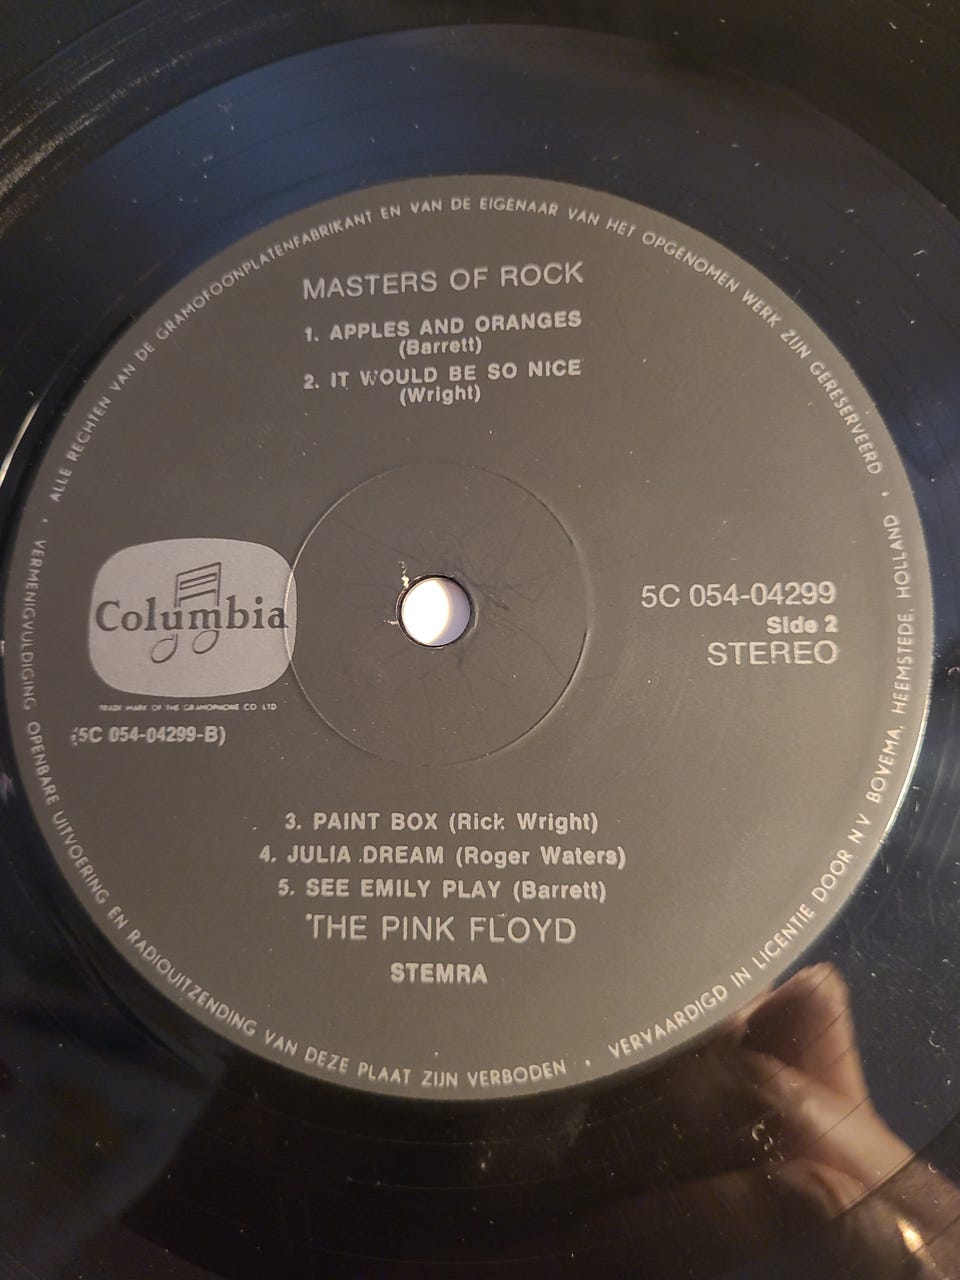 ALLE RECHTEN VAN DE GRAMOFOONPLATENFABRIKANT EN VAN DE EIGENAAR VAN HET OPGENOMEN WERK ZIJN GERESERVEERD •
VERVAARDIGD IN LICENTIE DOOR N V BOVEMA, HEEMSTEDE, HOLLAND •
VERMENIGVULDIGING OPENBARE UITVOERING EN RADIOUITZENDING VAN DEZE PLAAT ZIJN VERBODEN •
MASTERS OF ROCK
1. APPLES AND ORANGES
(Barrett)
2. IT WOULD BE SO NICE
(Wright)
Columbia
TRADE MARK OF THE GRAMOPHONE CO LTD
(5C 054-04299-B)
5C 054-04299
Side 2
STEREO
3. PAINT BOX (Rick Wright)
4. JULIA DREAM (Roger Waters)
5. SEE EMILY PLAY (Barrett)
THE PINK FLOYD
STEMRA